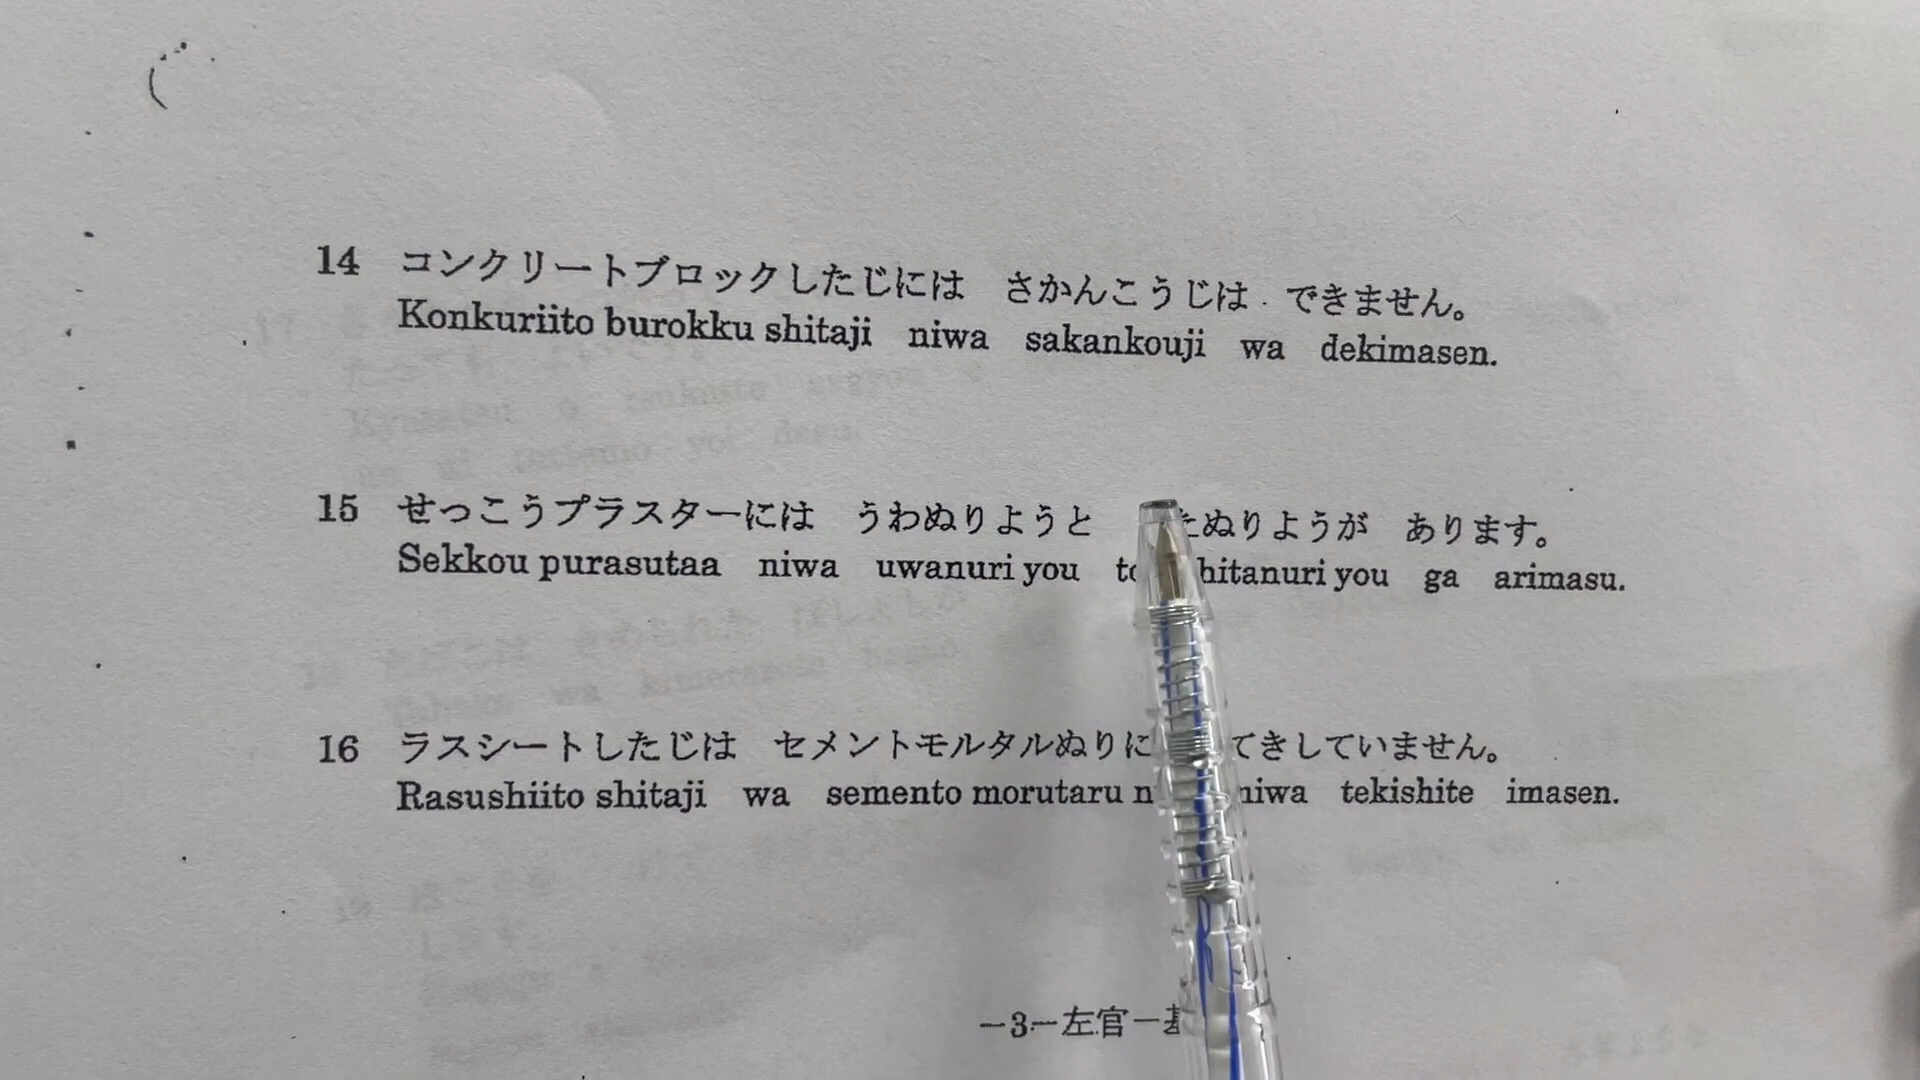 14 コンクリートブロックしたじには さかんこうじは できません。
Konkuriito burokku shitaji niwa sakankouji wa dekimasen.
15 せっこうプラスターには うわぬりようと たぬりようが あります。
Sekkou purasutaa niwa uwanuri you to hitanuri you ga arimasu.
16 ラスシートしたじは セメントモルタルぬりに てきしていません。
Rasushiito shitaji wa semento morutaru niwa tekishite imasen.
－3－左官－